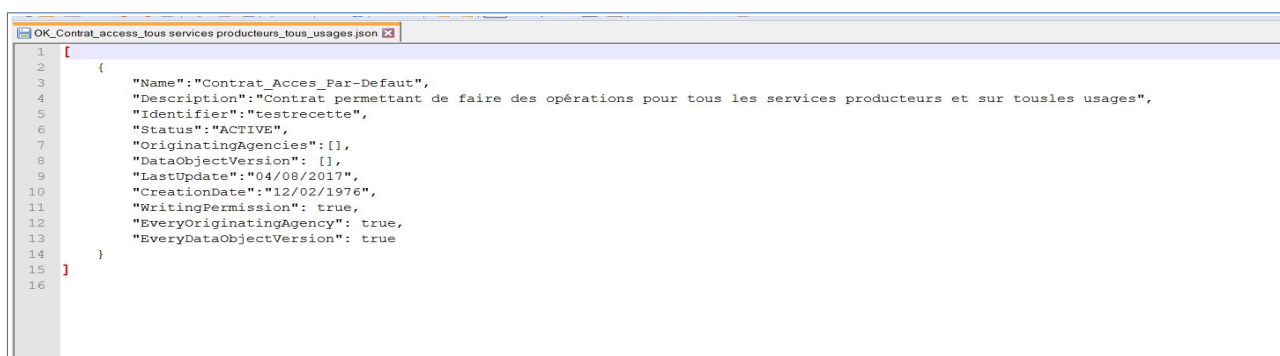 OK_Contrat_access_tous services producteurs_tous_usages.json
1 [
2 {
3 "Name":"Contrat_Acces_Par-Defaut",
4 "Description":"Contrat permettant de faire des opérations pour tous les services producteurs et sur tousles usages",
5 "Identifier":"testrecette",
6 "Status":"ACTIVE",
7 "OriginatingAgencies":[],
8 "DataObjectVersion": [],
9 "LastUpdate":"04/08/2017",
10 "CreationDate":"12/02/1976",
11 "WritingPermission": true,
12 "EveryOriginatingAgency": true,
13 "EveryDataObjectVersion": true
14 }
15 ]
16